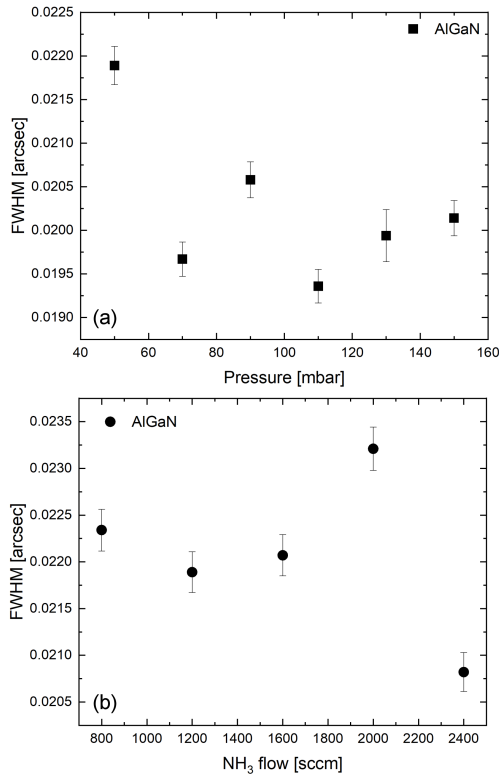 0.0220
0.0225
0.0215
0.0210
0.0205
0.0200
0.0195
0.0190
FWHM [arcsec]
AlGaN
(a)
40 60 80 100 120 140 160
Pressure [mbar]
0.0235
0.0230
0.0225
0.0220
0.0215
0.0210
0.0205
FWHM [arcsec]
AlGaN
(b)
800 1000 1200 1400 1600 1800 2000 2200 2400
NH₃ flow [sccm]